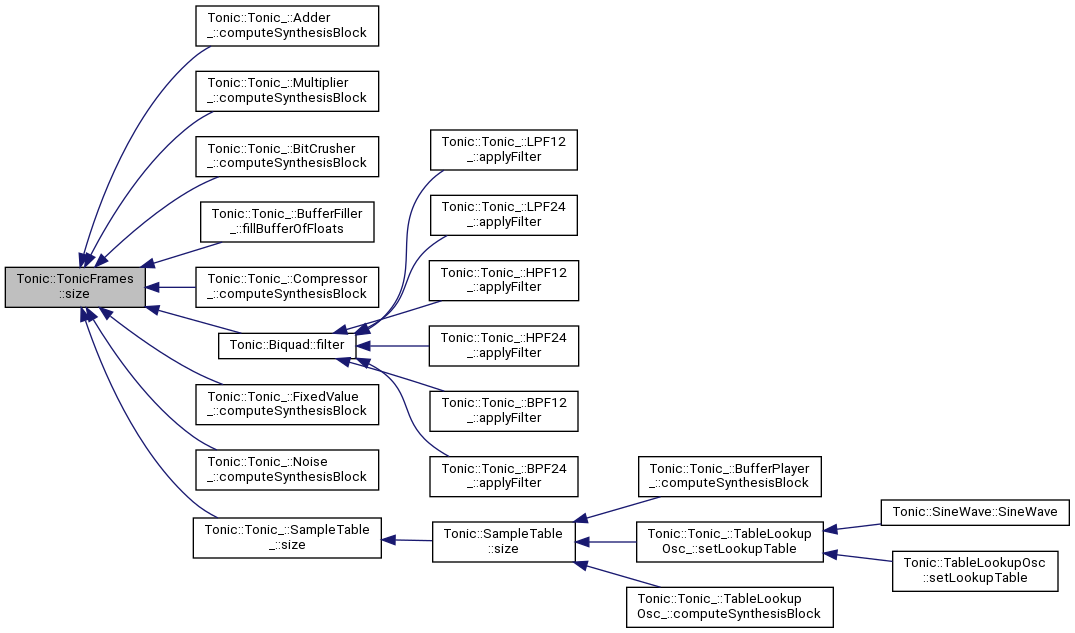 Tonic::Tonic_::Adder
_::computeSynthesisBlock
Tonic::Tonic_::Multiplier
_::computeSynthesisBlock
Tonic::Tonic_::BitCrusher
_::computeSynthesisBlock
Tonic::Tonic_::BufferFiller
_::fillBufferOfFloats
Tonic::TonicFrames
::size
Tonic::Tonic_::Compressor
_::computeSynthesisBlock
Tonic::Biquad::filter
Tonic::Tonic_::FixedValue
_::computeSynthesisBlock
Tonic::Tonic_::Noise
_::computeSynthesisBlock
Tonic::Tonic_::SampleTable
_::size
Tonic::Tonic_::LPF12
_::applyFilter
Tonic::Tonic_::LPF24
_::applyFilter
Tonic::Tonic_::HPF12
_::applyFilter
Tonic::Tonic_::HPF24
_::applyFilter
Tonic::Tonic_::BPF12
_::applyFilter
Tonic::Tonic_::BPF24
_::applyFilter
Tonic::SampleTable
::size
Tonic::Tonic_::BufferPlayer
_::computeSynthesisBlock
Tonic::Tonic_::TableLookup
Osc_::setLookupTable
Tonic::Tonic_::TableLookup
Osc_::computeSynthesisBlock
Tonic::SineWave::SineWave
Tonic::TableLookupOsc
::setLookupTable